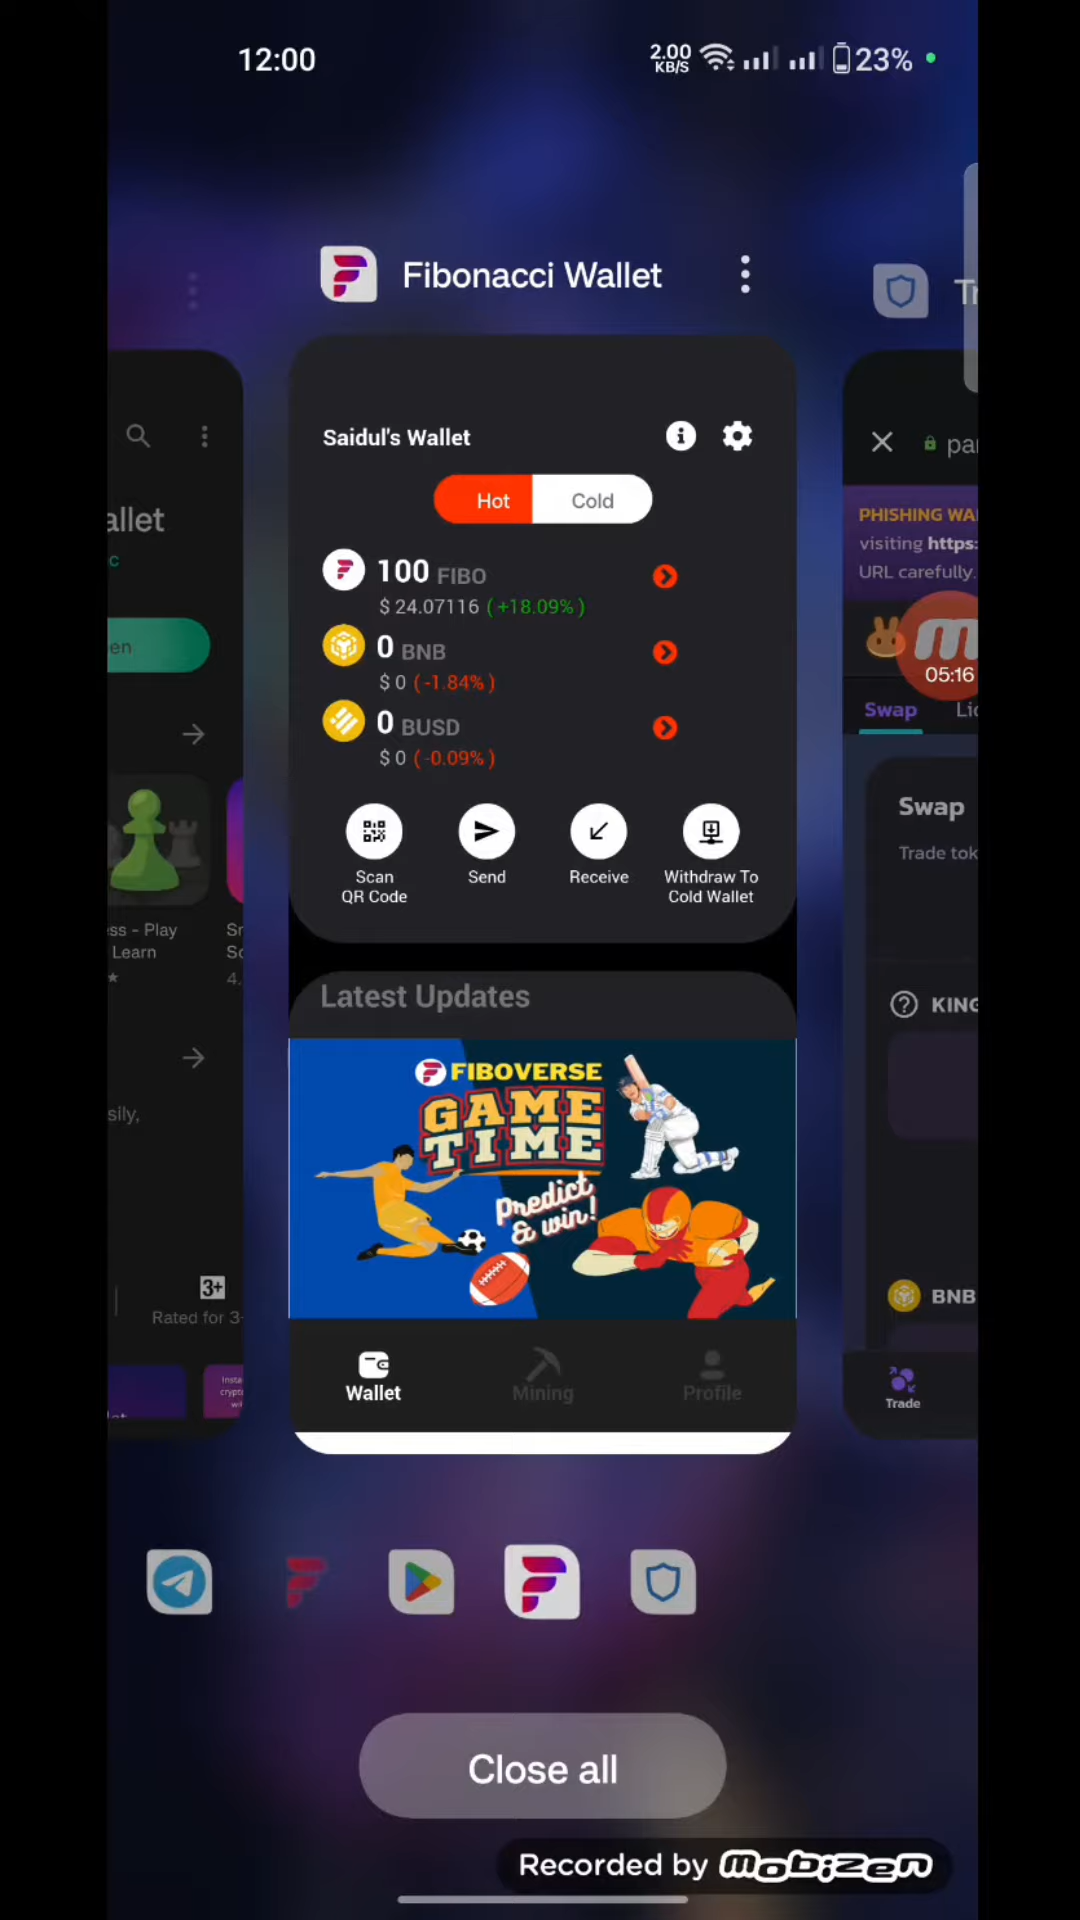 12:00
2.00
KB/S
23%
Fibonacci Wallet
Saidul's Wallet
Hot
Cold
100 FIBO
$ 24.07116 (+18.09%)
0 BNB
$ 0 (-1.84%)
0 BUSD
$ 0 (-0.09%)
Scan
QR Code
Send
Receive
Withdraw To
Cold Wallet
Latest Updates
FIBOVERSE
GAME
TIME
Predict
& win!
Wallet
Mining
Profile
allet
c
en
ss - Play
Learn
4.
sily,
3+
Rated for 3
PHISHING WA
visiting https:
URL carefully.
pa
05:16
Swap
Swap
Trade tok
KING
BNB
Trade
Close all
Recorded by mobizen